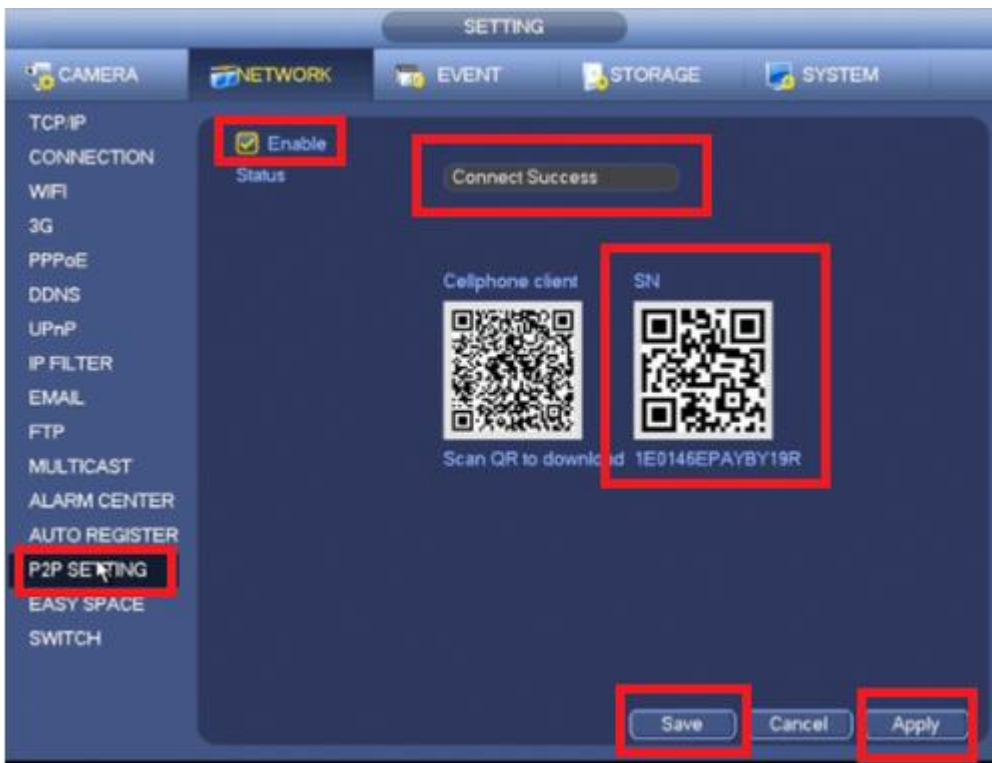 SETTING
CAMERA NETWORK EVENT STORAGE SYSTEM
TCP/IP
CONNECTION
WIFI
3G
PPPoE
DDNS
UPnP
IP FILTER
EMAIL
FTP
MULTICAST
ALARM CENTER
AUTO REGISTER
P2P SETTING
EASY SPACE
SWITCH
Enable
Status Connect Success
Cellphone client SN
Scan QR to download 1E0146EPAYBY19R
Save Cancel Apply